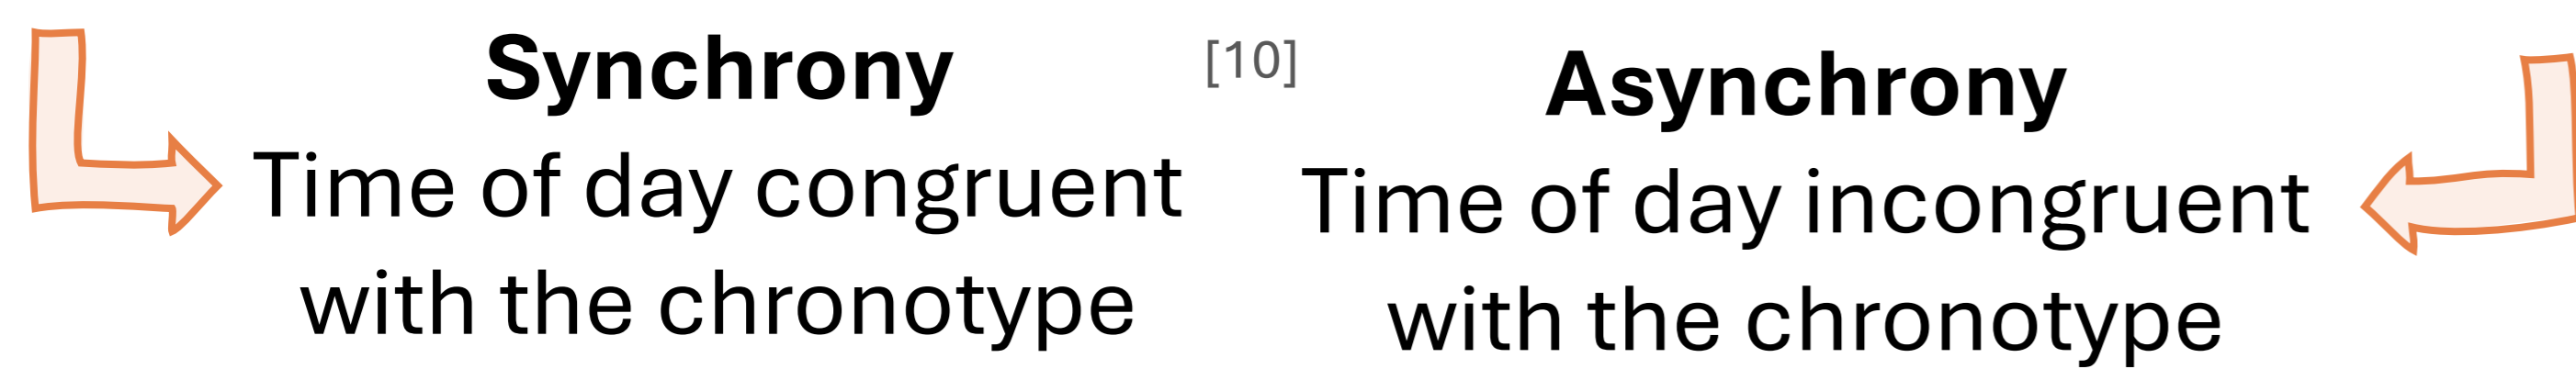 Synchrony
Time of day congruent
with the chronotype
[10]
Asynchrony
Time of day incongruent
with the chronotype